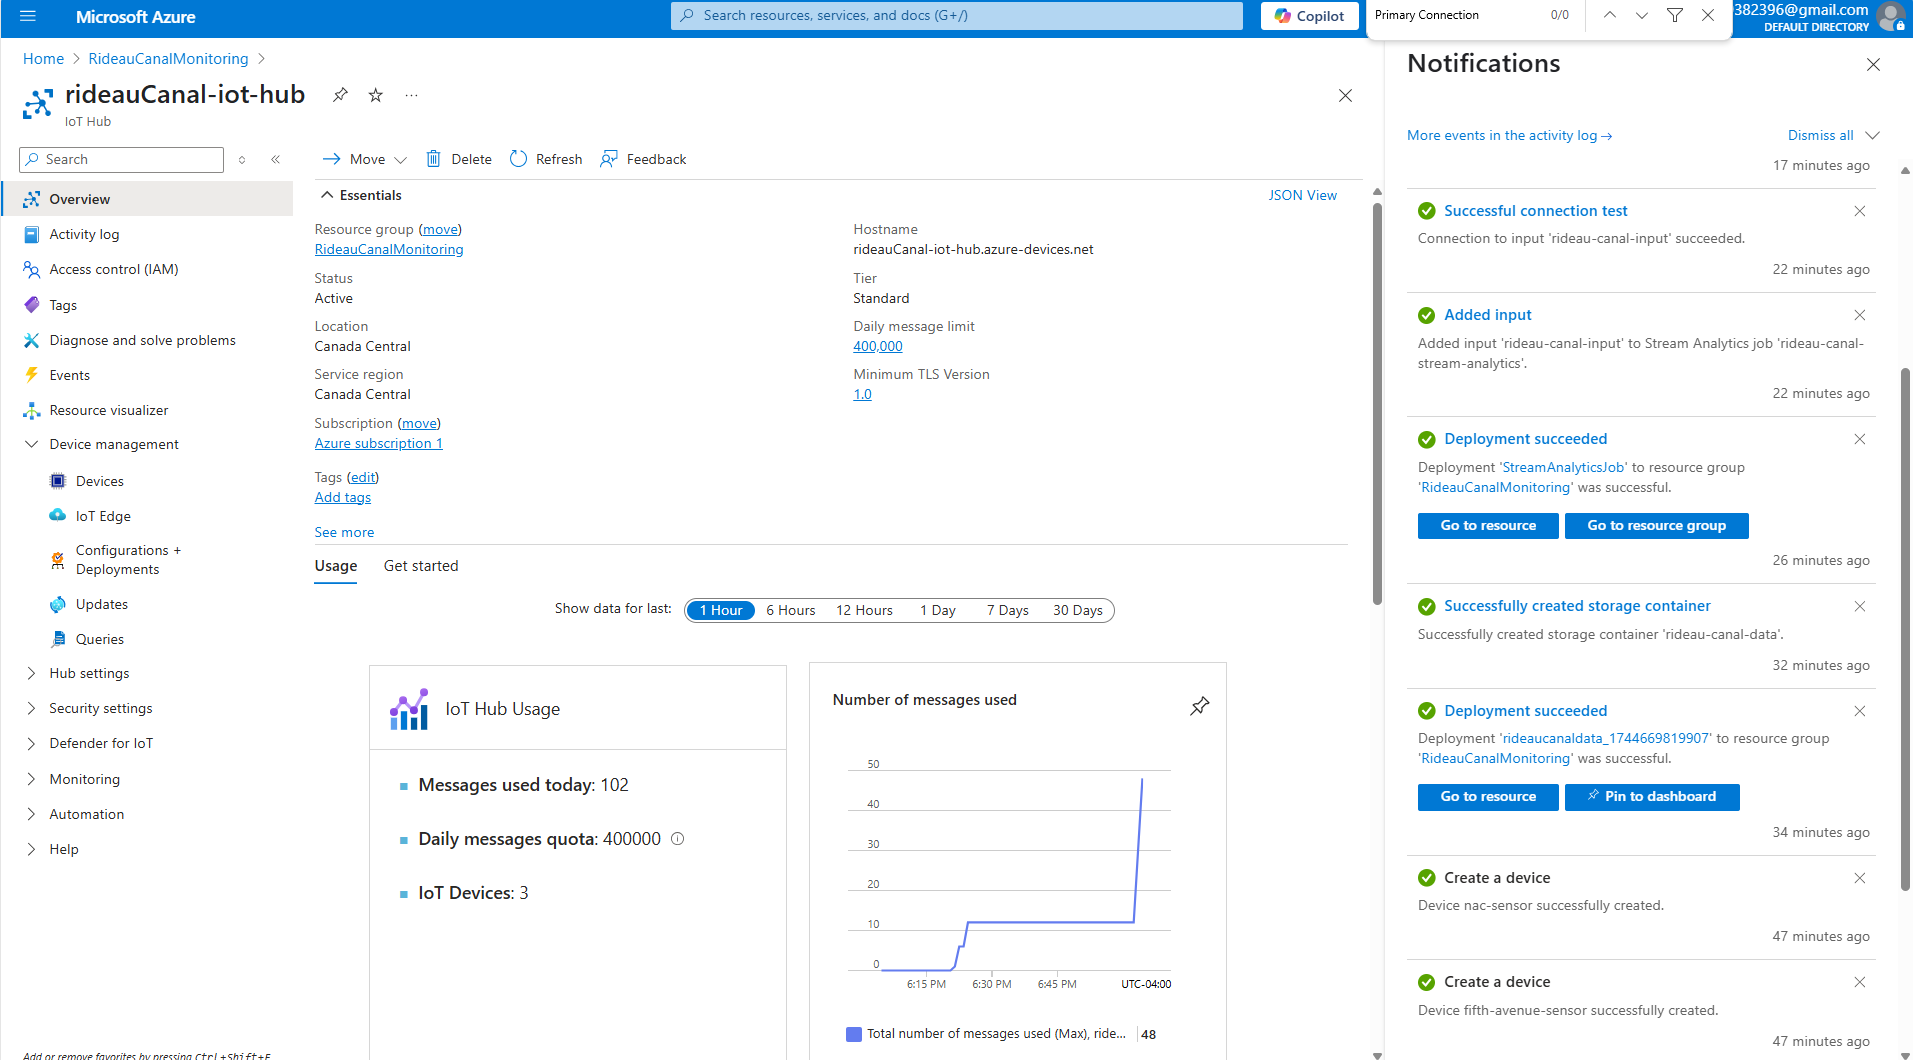 Microsoft Azure
Search resources, services, and docs (G+/)
Copilot
Primary Connection
0/0
382396@gmail.com
DEFAULT DIRECTORY
Home
RideauCanalMonitoring
rideauCanal-iot-hub
IoT Hub
Search
Overview
Activity log
Access control (IAM)
Tags
Diagnose and solve problems
Events
Resource visualizer
Device management
Devices
IoT Edge
Configurations +
Deployments
Updates
Queries
Hub settings
Security settings
Defender for IoT
Monitoring
Automation
Help
Add or remove favorites by pressing Ctrl+Shift+F
Move
Delete
Refresh
Feedback
Essentials
JSON View
Resource group (move)
RideauCanalMonitoring
Status
Active
Location
Canada Central
Service region
Canada Central
Subscription (move)
Azure subscription 1
Tags (edit)
Add tags
See more
Hostname
rideauCanal-iot-hub.azure-devices.net
Tier
Standard
Daily message limit
400,000
Minimum TLS Version
1.0
Usage
Get started
Show data for last:
1 Hour
6 Hours
12 Hours
1 Day
7 Days
30 Days
IoT Hub Usage
Messages used today: 102
Daily messages quota: 400000
IoT Devices: 3
Number of messages used
50
40
30
20
10
0
6:15 PM
6:30 PM
6:45 PM
UTC-04:00
Total number of messages used (Max), ride...
48
Notifications
More events in the activity log →
Dismiss all
17 minutes ago
Successful connection test
Connection to input 'rideau-canal-input' succeeded.
22 minutes ago
Added input
Added input 'rideau-canal-input' to Stream Analytics job 'rideau-canal-
stream-analytics'.
22 minutes ago
Deployment succeeded
Deployment 'StreamAnalyticsJob' to resource group
'RideauCanalMonitoring' was successful.
Go to resource
Go to resource group
26 minutes ago
Successfully created storage container
Successfully created storage container 'rideau-canal-data'.
32 minutes ago
Deployment succeeded
Deployment 'rideaucanaldata_1744669819907' to resource group
'RideauCanalMonitoring' was successful.
Go to resource
Pin to dashboard
34 minutes ago
Create a device
Device nac-sensor successfully created.
47 minutes ago
Create a device
Device fifth-avenue-sensor successfully created.
47 minutes ago